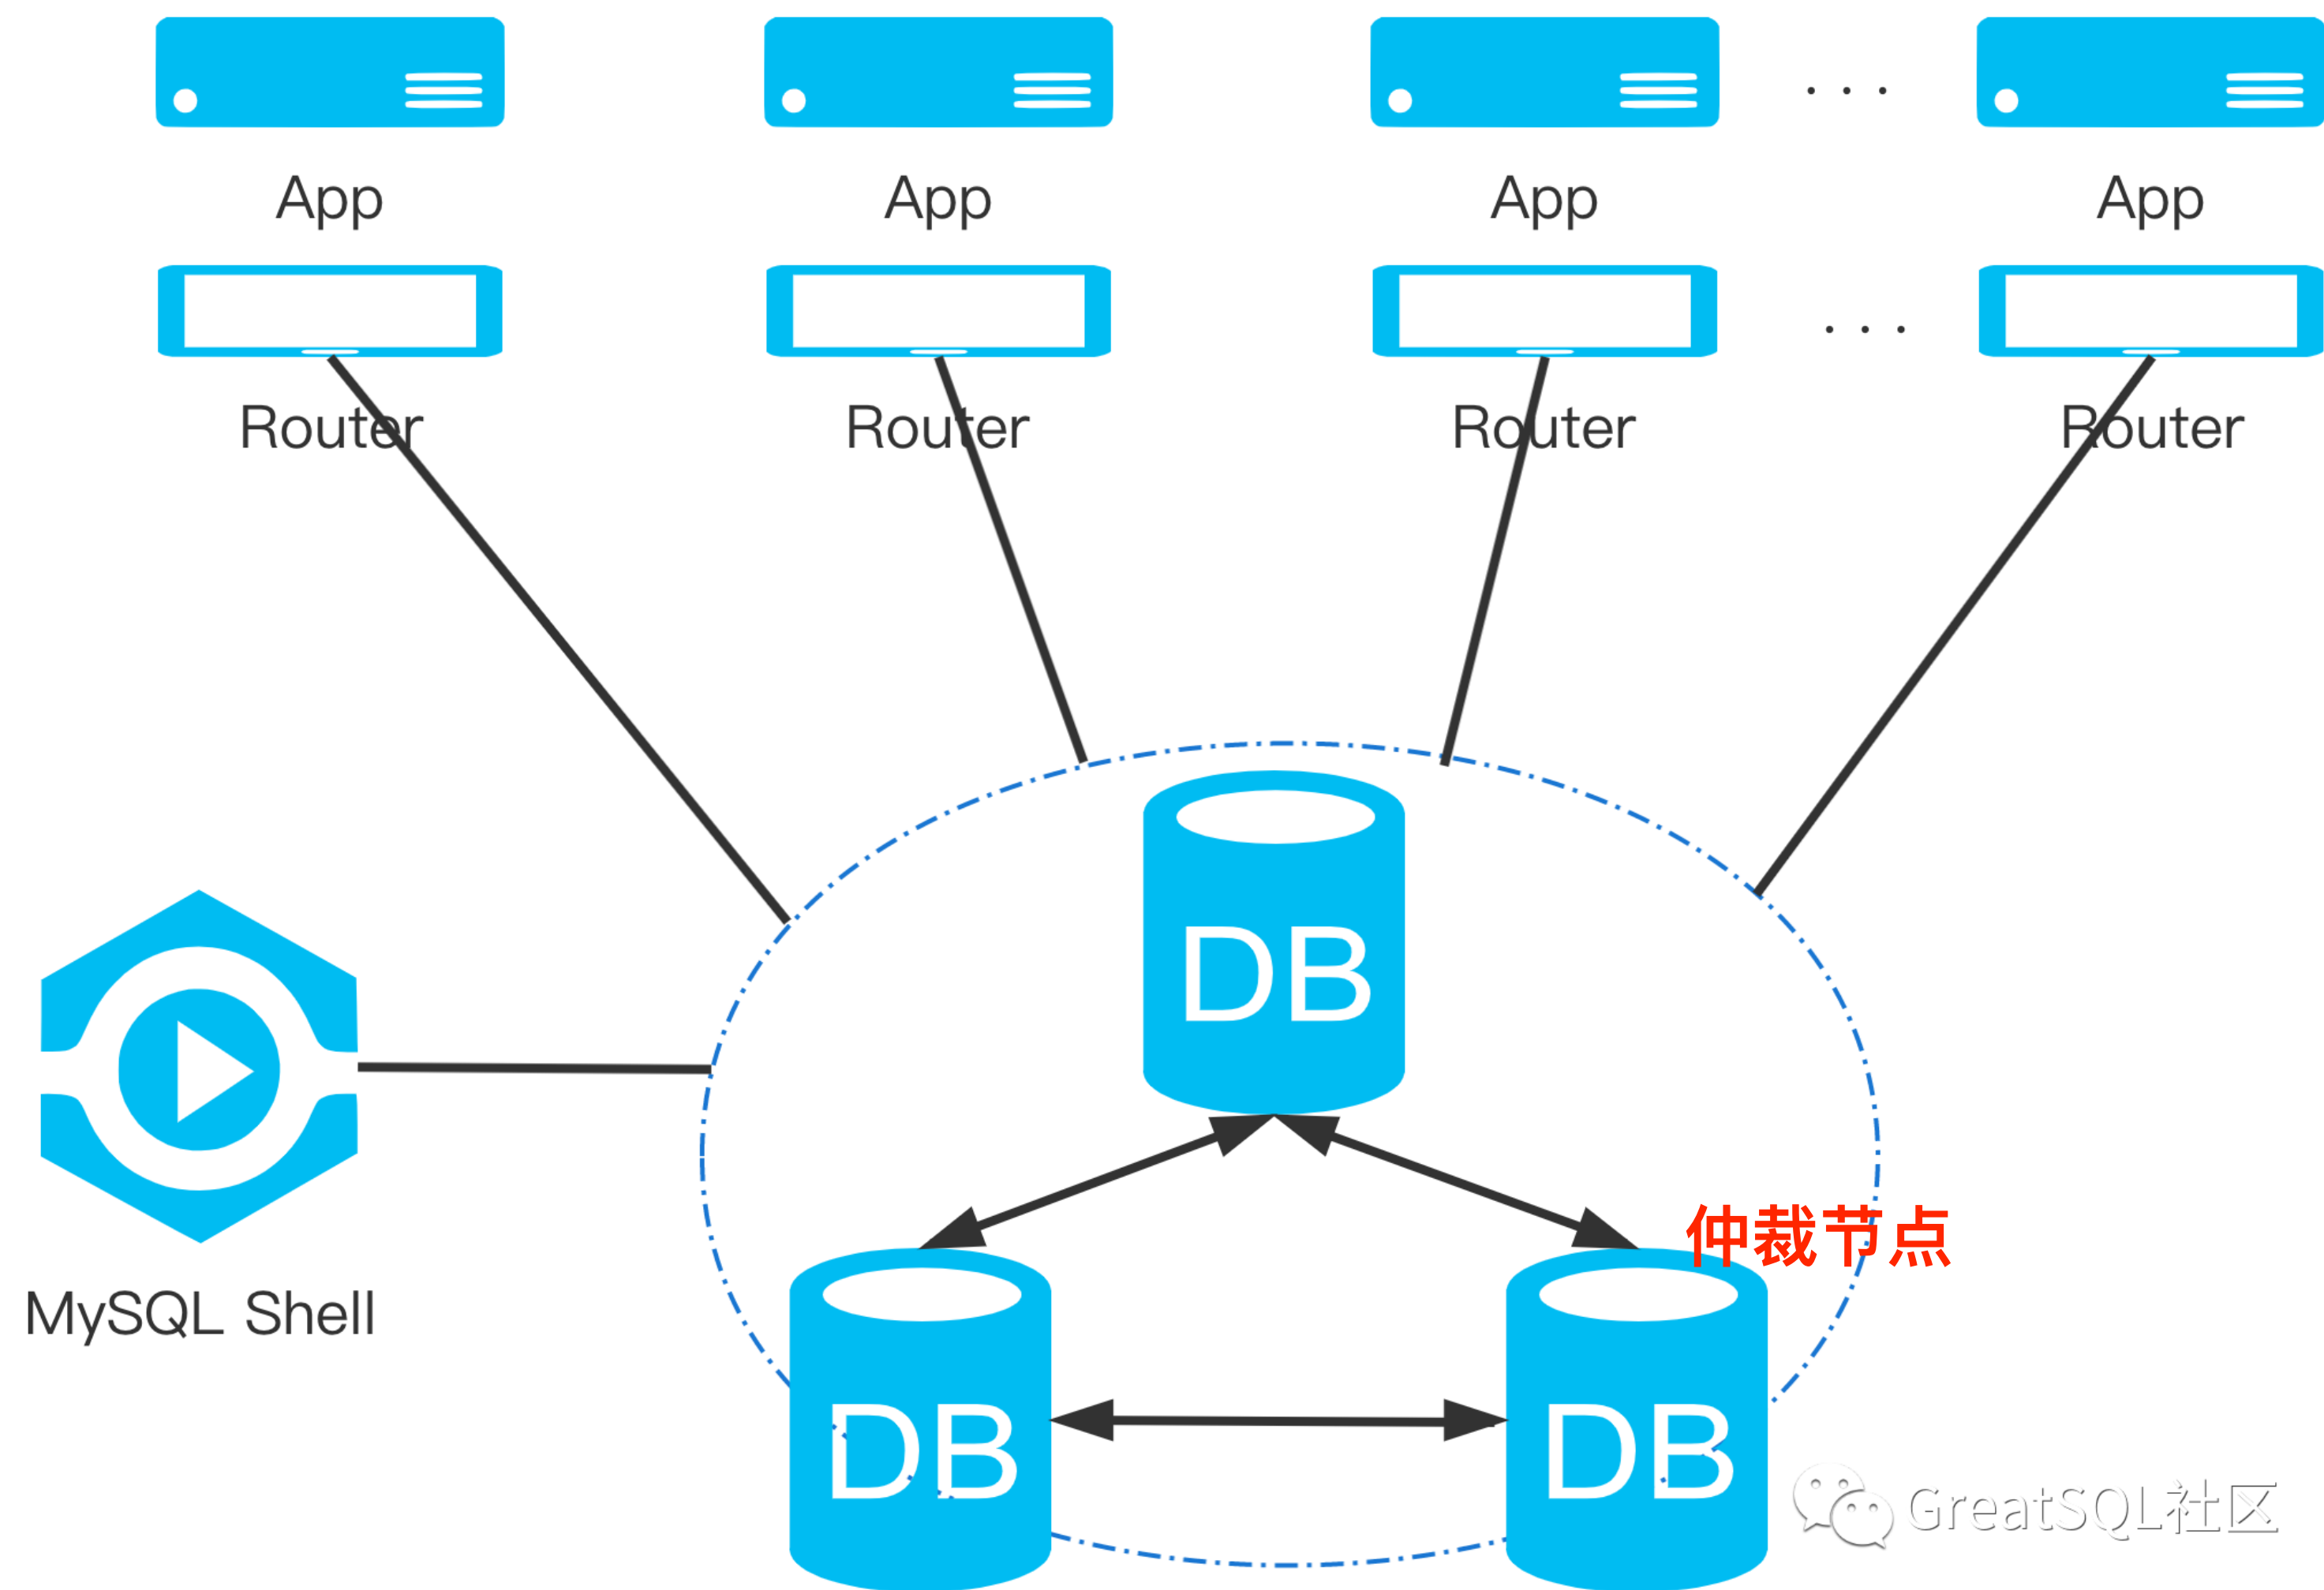 App App App App
Router Router Router Router
DB
仲裁节点
MySQL Shell
DB DB
GreatSQL社区